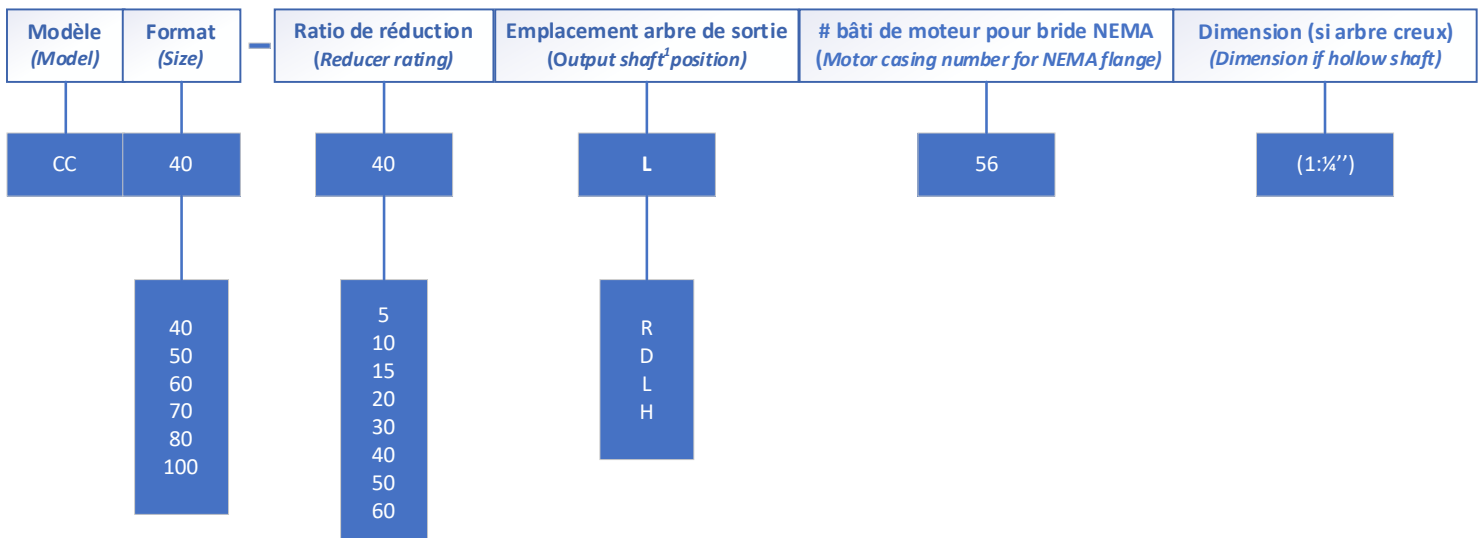 Modèle
(Model)
Format
(Size)
Ratio de réduction
(Reducer rating)
Emplacement arbre de sortie
(Output shaft¹ position)
# bâti de moteur pour bride NEMA
(Motor casing number for NEMA flange)
Dimension (si arbre creux)
(Dimension if hollow shaft)
CC
40
40
L
56
(1:¼’’)
40
50
60
70
80
100
5
10
15
20
30
40
50
60
R
D
L
H